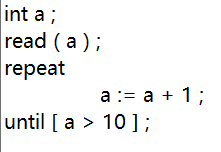 int a ;
read ( a ) ;
repeat
a := a + 1 ;
until [ a > 10 ] ;